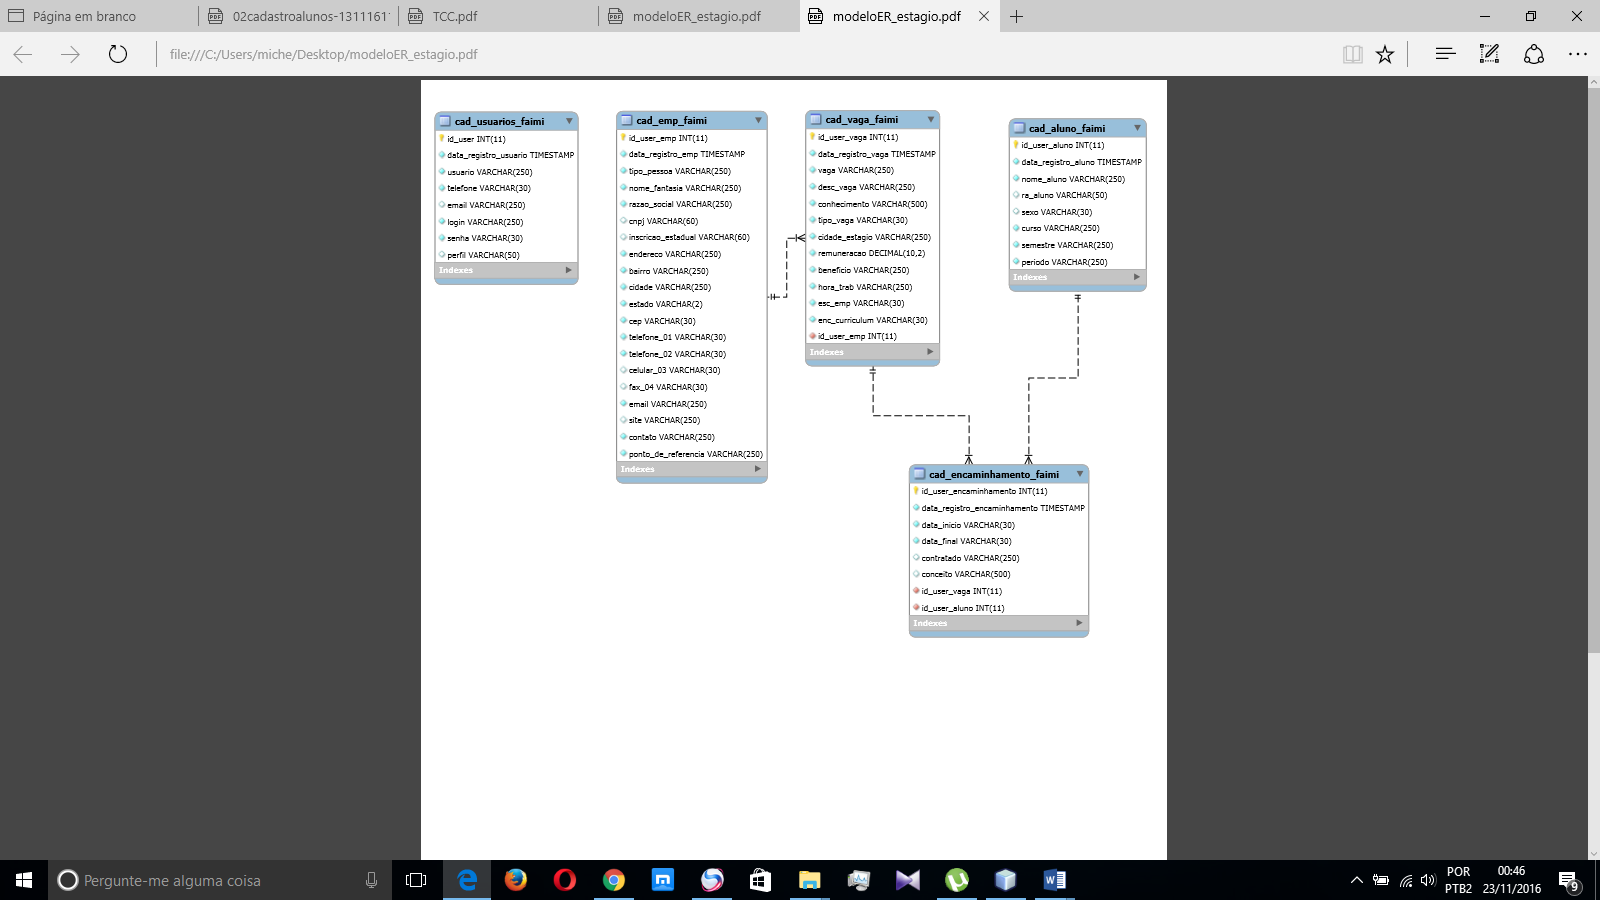 Página em branco
02cadastroalunos-1311161
TCC.pdf
modeloER_estagio.pdf
modeloER_estagio.pdf
file:///C:/Users/miche/Desktop/modeloER_estagio.pdf
cad_usuarios_faimi
id_user INT(11)
data_registro_usuario TIMESTAMP
usuario VARCHAR(250)
telefone VARCHAR(30)
email VARCHAR(250)
login VARCHAR(250)
senha VARCHAR(30)
perfil VARCHAR(50)
Indexes
cad_emp_faimi
id_user_emp INT(11)
data_registro_emp TIMESTAMP
tipo_pessoa VARCHAR(250)
nome_fantasia VARCHAR(250)
razao_social VARCHAR(250)
cnpj VARCHAR(60)
inscricao_estadual VARCHAR(60)
endereco VARCHAR(250)
bairro VARCHAR(250)
cidade VARCHAR(250)
estado VARCHAR(2)
cep VARCHAR(30)
telefone_01 VARCHAR(30)
telefone_02 VARCHAR(30)
celular_03 VARCHAR(30)
fax_04 VARCHAR(30)
email VARCHAR(250)
site VARCHAR(250)
contato VARCHAR(250)
ponto_de_referencia VARCHAR(250)
Indexes
cad_vaga_faimi
id_user_vaga INT(11)
data_registro_vaga TIMESTAMP
vaga VARCHAR(250)
desc_vaga VARCHAR(250)
conhecimento VARCHAR(500)
tipo_vaga VARCHAR(30)
cidade_estagio VARCHAR(250)
remuneracao DECIMAL(10,2)
beneficio VARCHAR(250)
hora_trab VARCHAR(250)
esc_emp VARCHAR(30)
enc_curriculum VARCHAR(30)
id_user_emp INT(11)
Indexes
cad_aluno_faimi
id_user_aluno INT(11)
data_registro_aluno TIMESTAMP
nome_aluno VARCHAR(250)
ra_aluno VARCHAR(50)
sexo VARCHAR(30)
curso VARCHAR(250)
semestre VARCHAR(250)
periodo VARCHAR(250)
Indexes
cad_encaminhamento_faimi
id_user_encaminhamento INT(11)
data_registro_encaminhamento TIMESTAMP
data_inicio VARCHAR(30)
data_final VARCHAR(30)
contratado VARCHAR(250)
conceito VARCHAR(500)
id_user_vaga INT(11)
id_user_aluno INT(11)
Indexes
Pergunte-me alguma coisa
POR
PTB2
00:46
23/11/2016
9